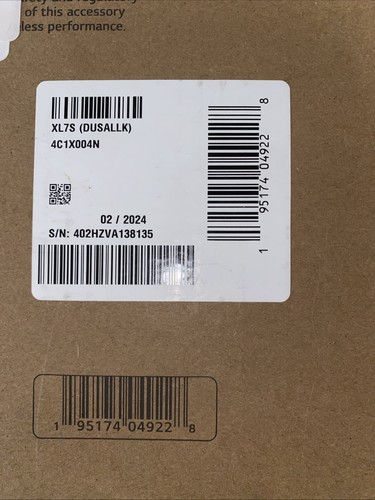 of this accessory
less performance.
XL7S (DUSALLK)
4C1X004N
02 / 2024
S/N: 402HZVA138135
1 95174 04922 8
1 95174 04922 8